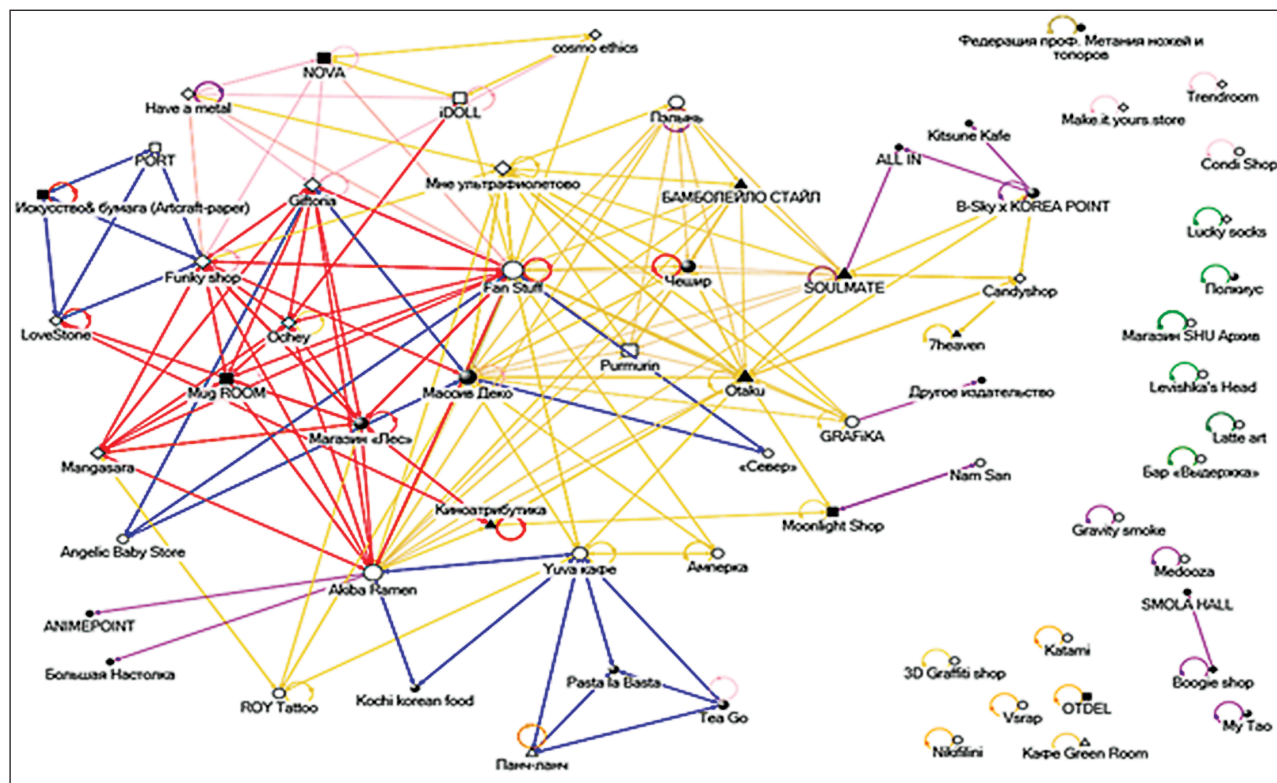 cosmo ethics
Федерация проф. Метания ножей и
топоров
NOVA
Trendroom
Have a metal
iDOLL
Полынь
Make.it.yours.store
Kitsune Kafe
PORT
ALL IN
Condi Shop
Мне ультрафиолетово
БАМБОЛЕЙЛО СТАЙЛ
Giftoria
Искусство& бумага (Artcraft-paper)
B-Sky x KOREA POINT
Lucky socks
Funky shop
Fan Stuff
Чешир
SOULMATE
Candyshop
Полкиус
LoveStone
Ochey
Магазин SHU Архив
7heaven
Purmurin
Mug ROOM
Массив Деко
Otaku
Другое издательство
Levishka's Head
Магазин «Лес»
GRAFiKA
Latte art
Mangasara
«Север»
Бар «Выдержка»
Nam San
Киноатрибутика
Moonlight Shop
Gravity smoke
Angelic Baby Store
Akiba Ramen
Yuva кафе
Амперка
Medooza
SMOLA HALL
ANIMEPOINT
Katami
Большая Настолка
3D Graffiti shop
Pasta la Basta
Boogie shop
ROY Tattoo
Kochi korean food
Tea Go
Vsrap
OTDEL
My Tao
Nikifilini
Кафе Green Room
Панч-ланч